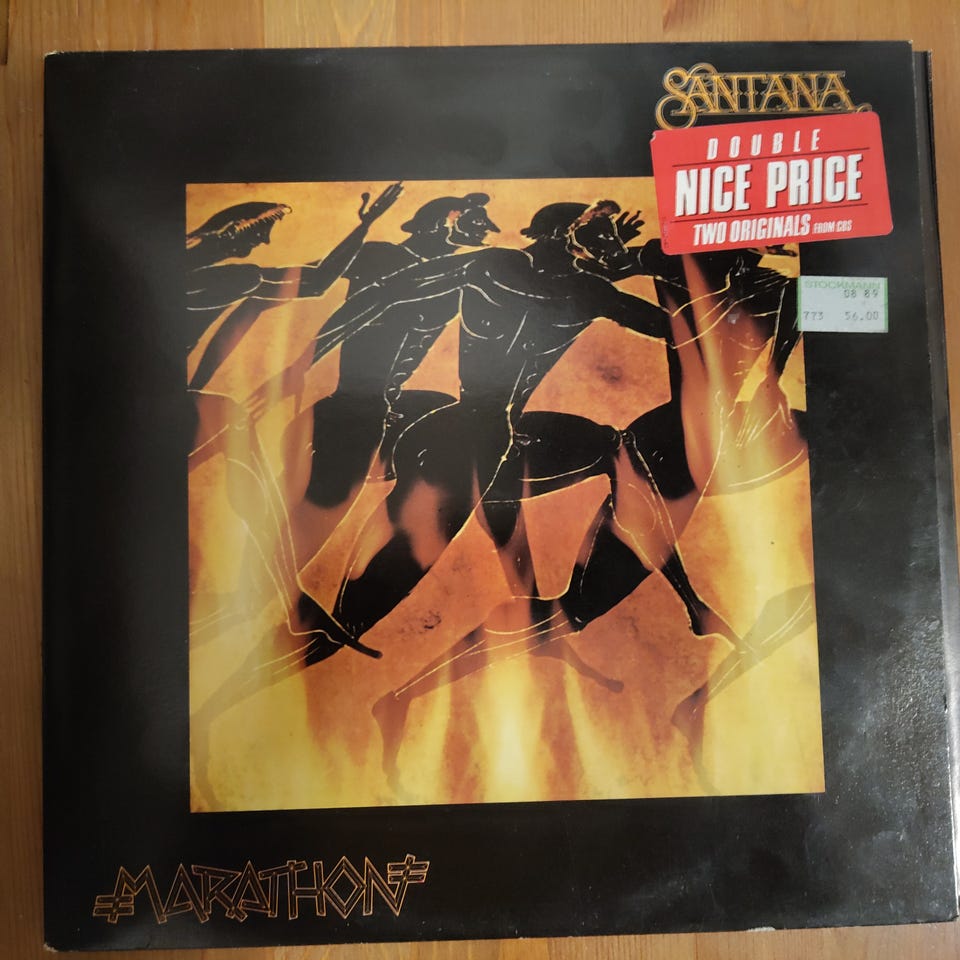 SANTANA
DOUBLE
NICE PRICE
TWO ORIGINALS FROM CBS
STOCKMANN
08 89
773 56.00
MARATHON